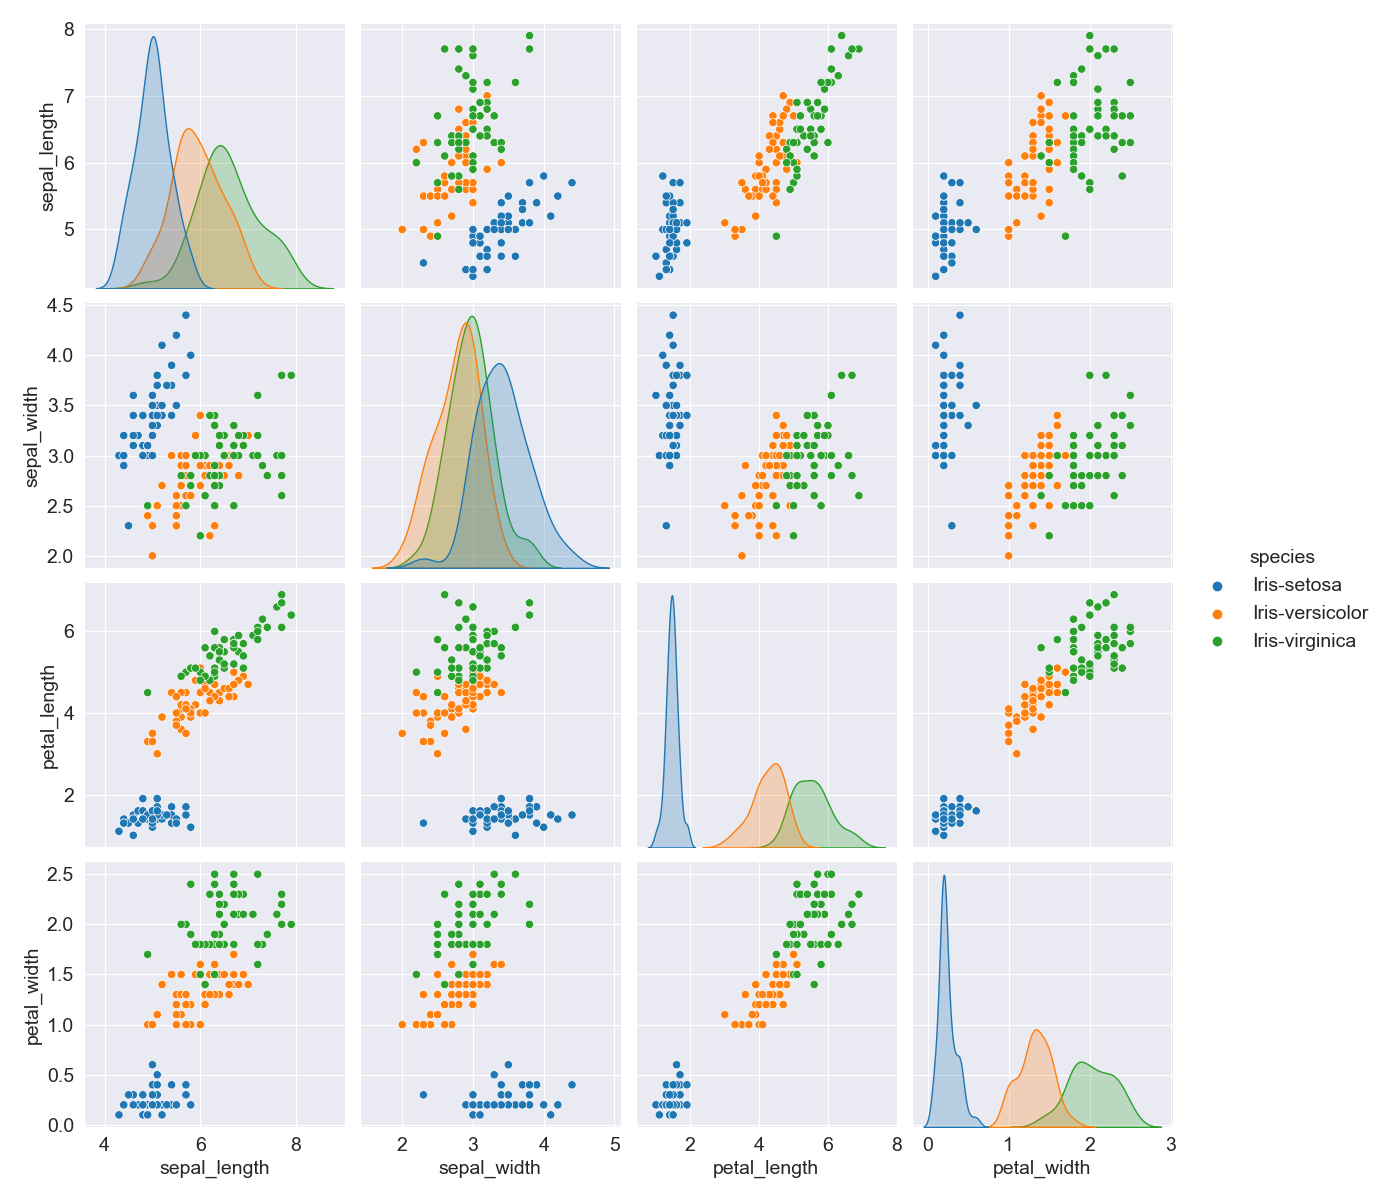 8
7
6
5
sepal_length
4.5
4.0
3.5
3.0
2.5
2.0
sepal_width
species
Iris-setosa
Iris-versicolor
Iris-virginica
6
4
2
petal_length
2.5
2.0
1.5
1.0
0.5
0.0
petal_width
4 6 8
2 3 4 5
2 4 6 8
0 1 2 3
sepal_length
sepal_width
petal_length
petal_width